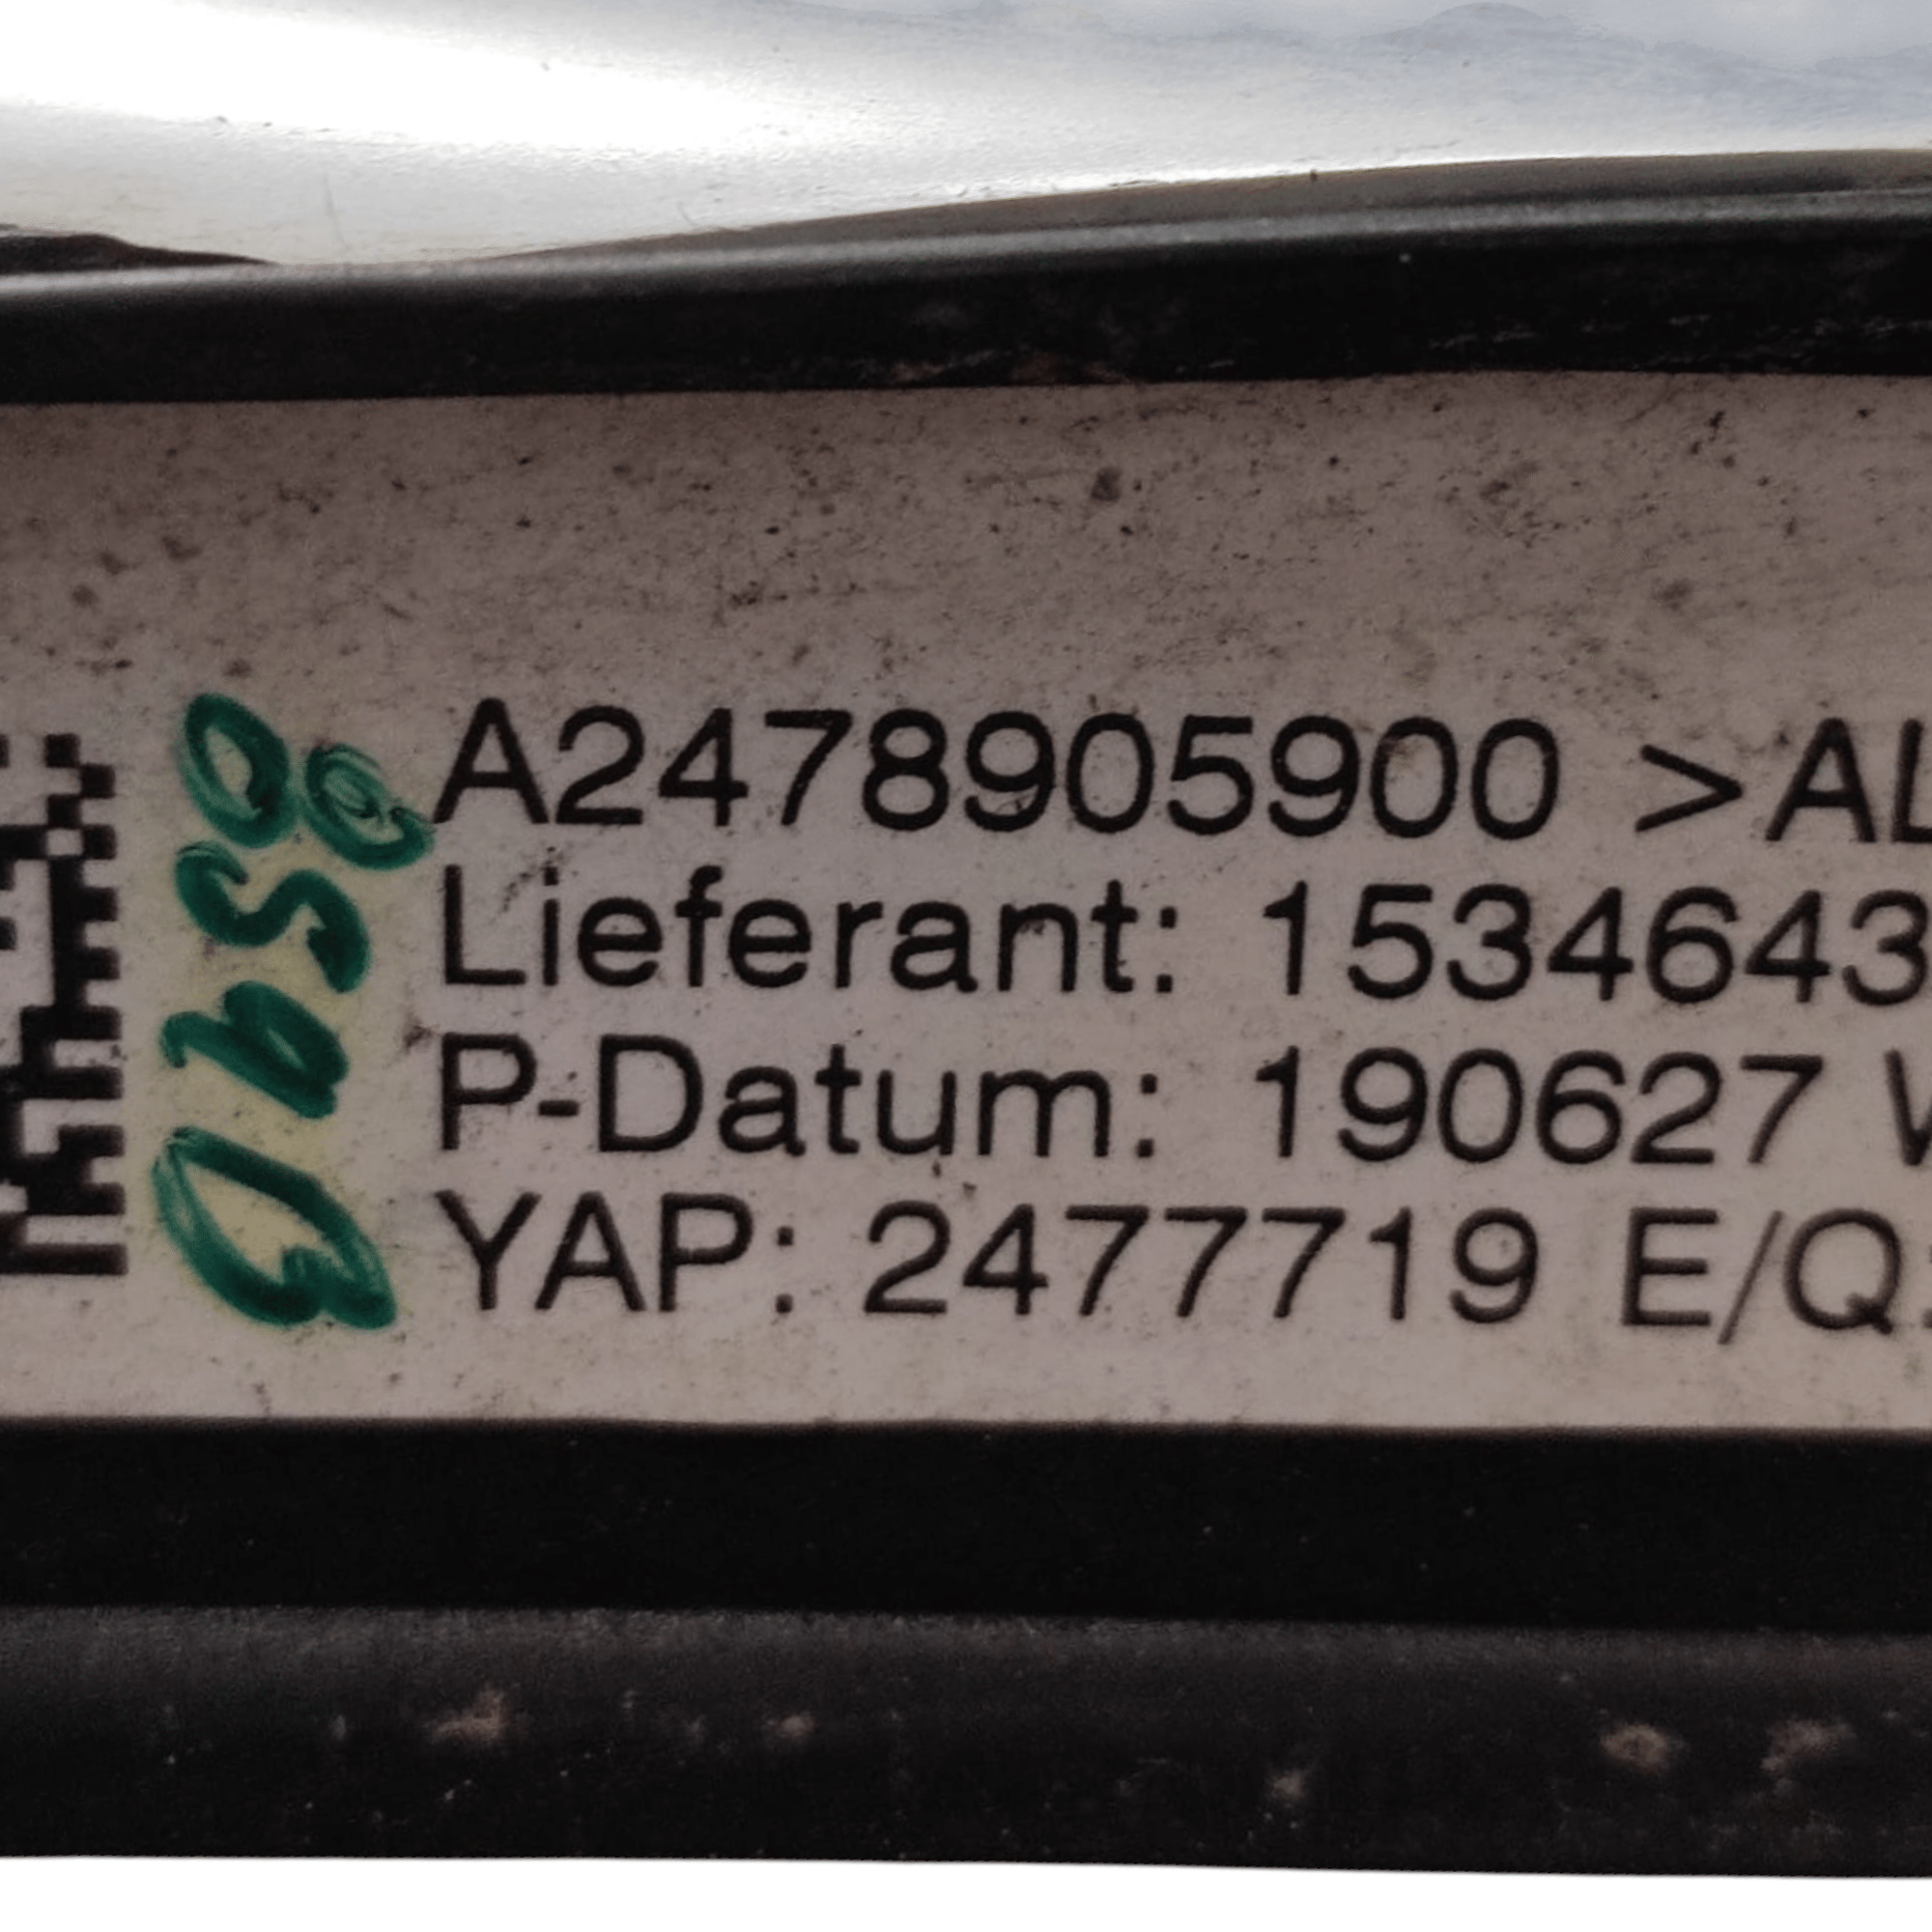 A2478905900 >AL
Lieferant: 1534643
P-Datum: 190627
YAP: 2477719 E/Q: